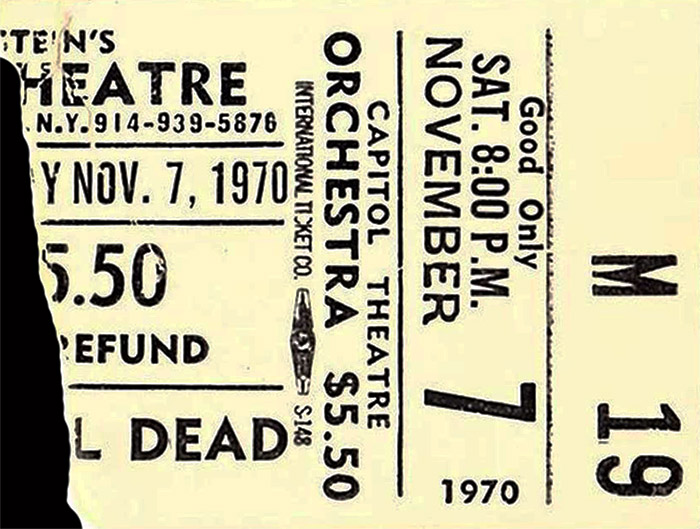 STEIN'S
HEATRE
N.Y. 914-939-5876
Y NOV. 7, 1970
5.50
REFUND
L DEAD
INTERNATIONAL TICKET CO. S-148
ORCHESTRA $5.50
CAPITOL THEATRE
NOVEMBER 7
SAT. 8:00 P.M.
Good Only
1970
M 19